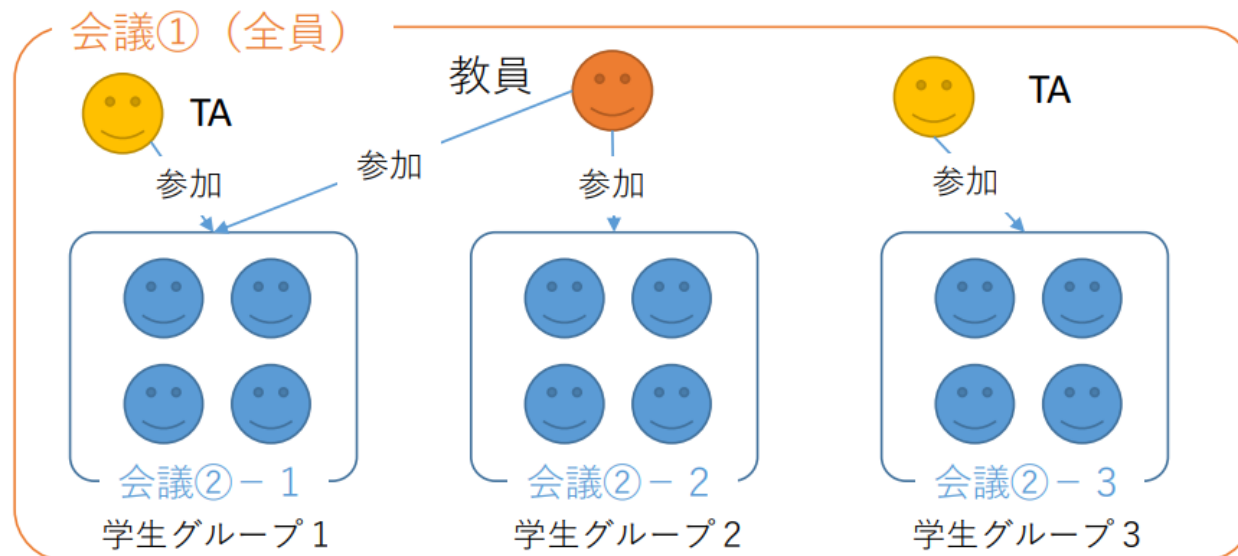 会議①（全員）
TA
教員
TA
参加
参加
参加
参加
会議②－１
会議②－２
会議②－３
学生グループ１
学生グループ２
学生グループ３